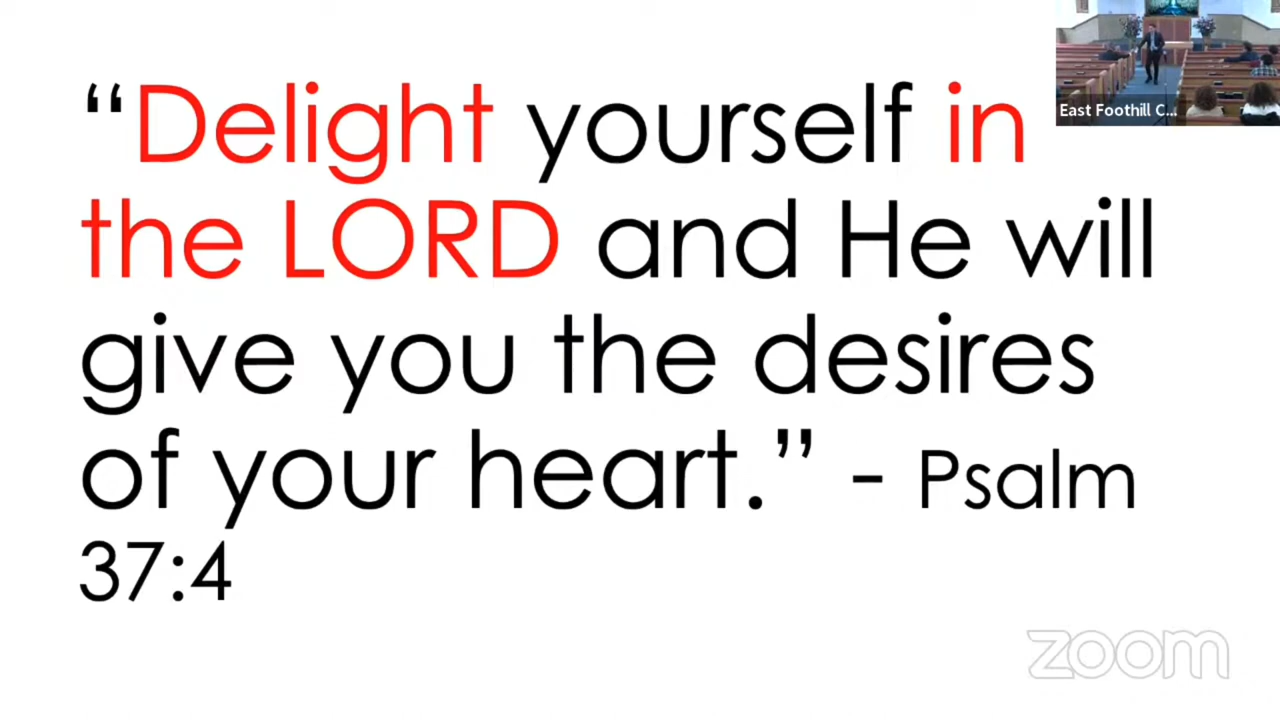 “Delight yourself in
the LORD and He will
give you the desires
of your heart.” - Psalm
37:4
East Foothill C...
zoom